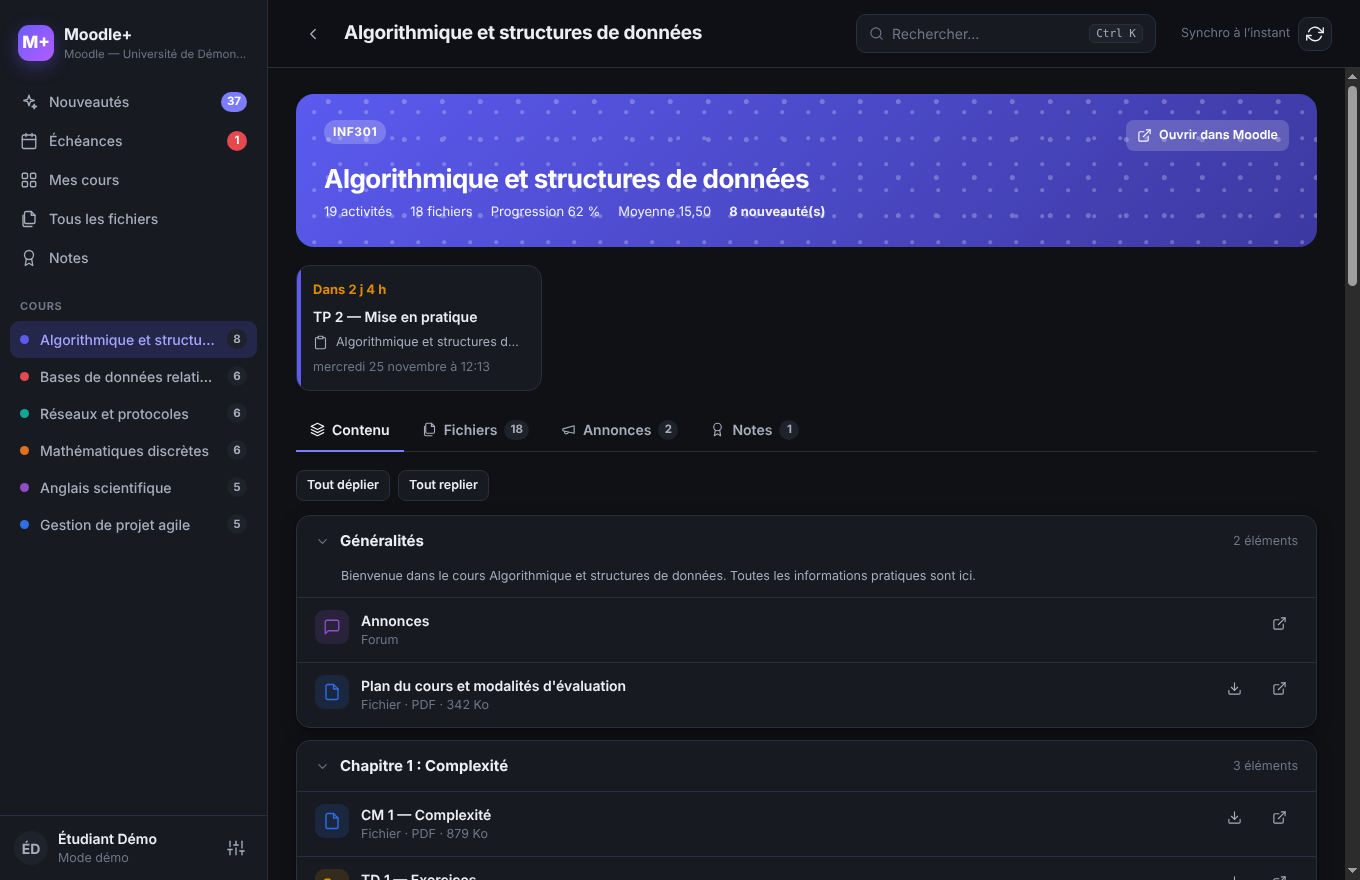 M+
Moodle+
Moodle — Université de Démon...
Nouveautés 37
Échéances 1
Mes cours
Tous les fichiers
Notes
COURS
Algorithmique et structu... 8
Bases de données relati... 6
Réseaux et protocoles 6
Mathématiques discrètes 6
Anglais scientifique 5
Gestion de projet agile 5
ÉD
Étudiant Démo
Mode démo
Algorithmique et structures de données
Rechercher... Ctrl K
Synchro à l'instant
INF301
Ouvrir dans Moodle
Algorithmique et structures de données
19 activités 18 fichiers Progression 62 % Moyenne 15,50 8 nouveauté(s)
Dans 2 j 4 h
TP 2 — Mise en pratique
Algorithmique et structures d...
mercredi 25 novembre à 12:13
Contenu Fichiers 18 Annonces 2 Notes 1
Tout déplier Tout replier
Généralités 2 éléments
Bienvenue dans le cours Algorithmique et structures de données. Toutes les informations pratiques sont ici.
Annonces
Forum
Plan du cours et modalités d'évaluation
Fichier · PDF · 342 Ko
Chapitre 1 : Complexité 3 éléments
CM 1 — Complexité
Fichier · PDF · 879 Ko
TD 1 — Exercices